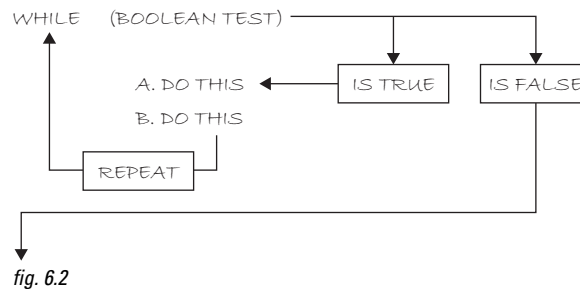 WHILE (BOOLEAN TEST)
A. DO THIS
IS TRUE
IS FALSE
B. DO THIS
REPEAT
fig. 6.2